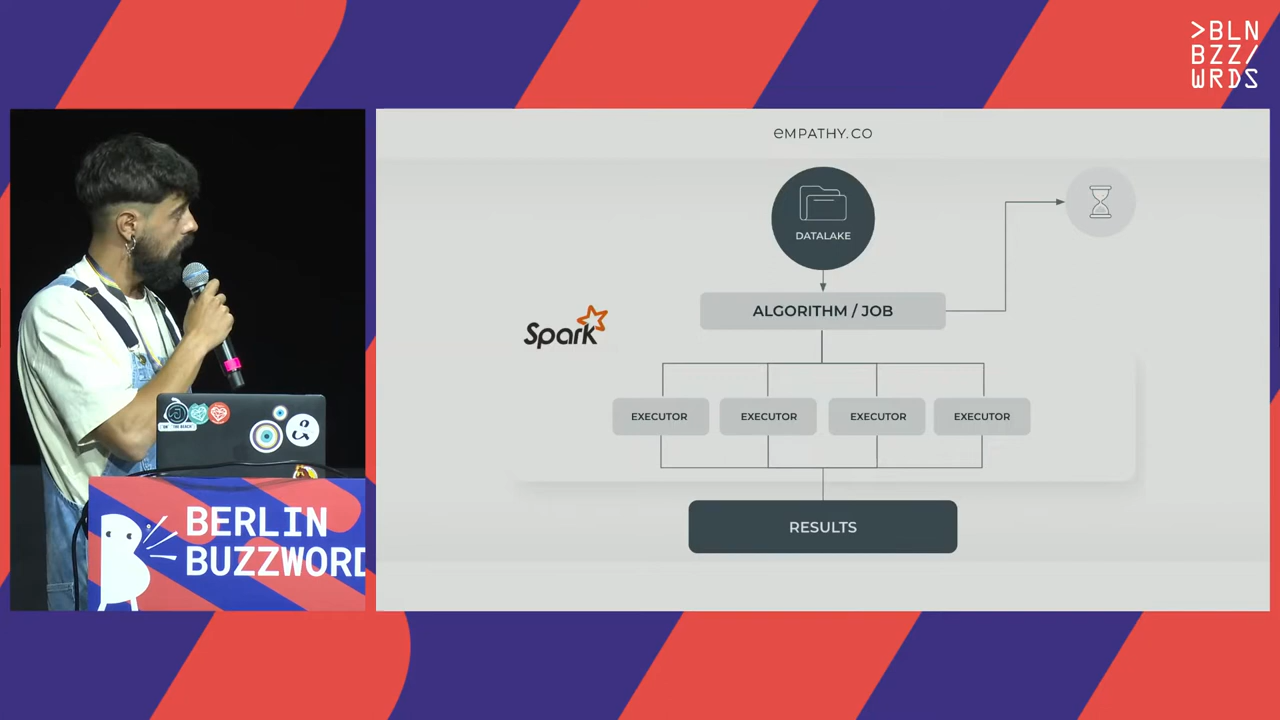 >BLN
BZZ/
WRDS
eMPATHY.CO
DATALAKE
ALGORITHM / JOB
Spark
EXECUTOR
EXECUTOR
EXECUTOR
EXECUTOR
RESULTS
BERLIN
BUZZWORD